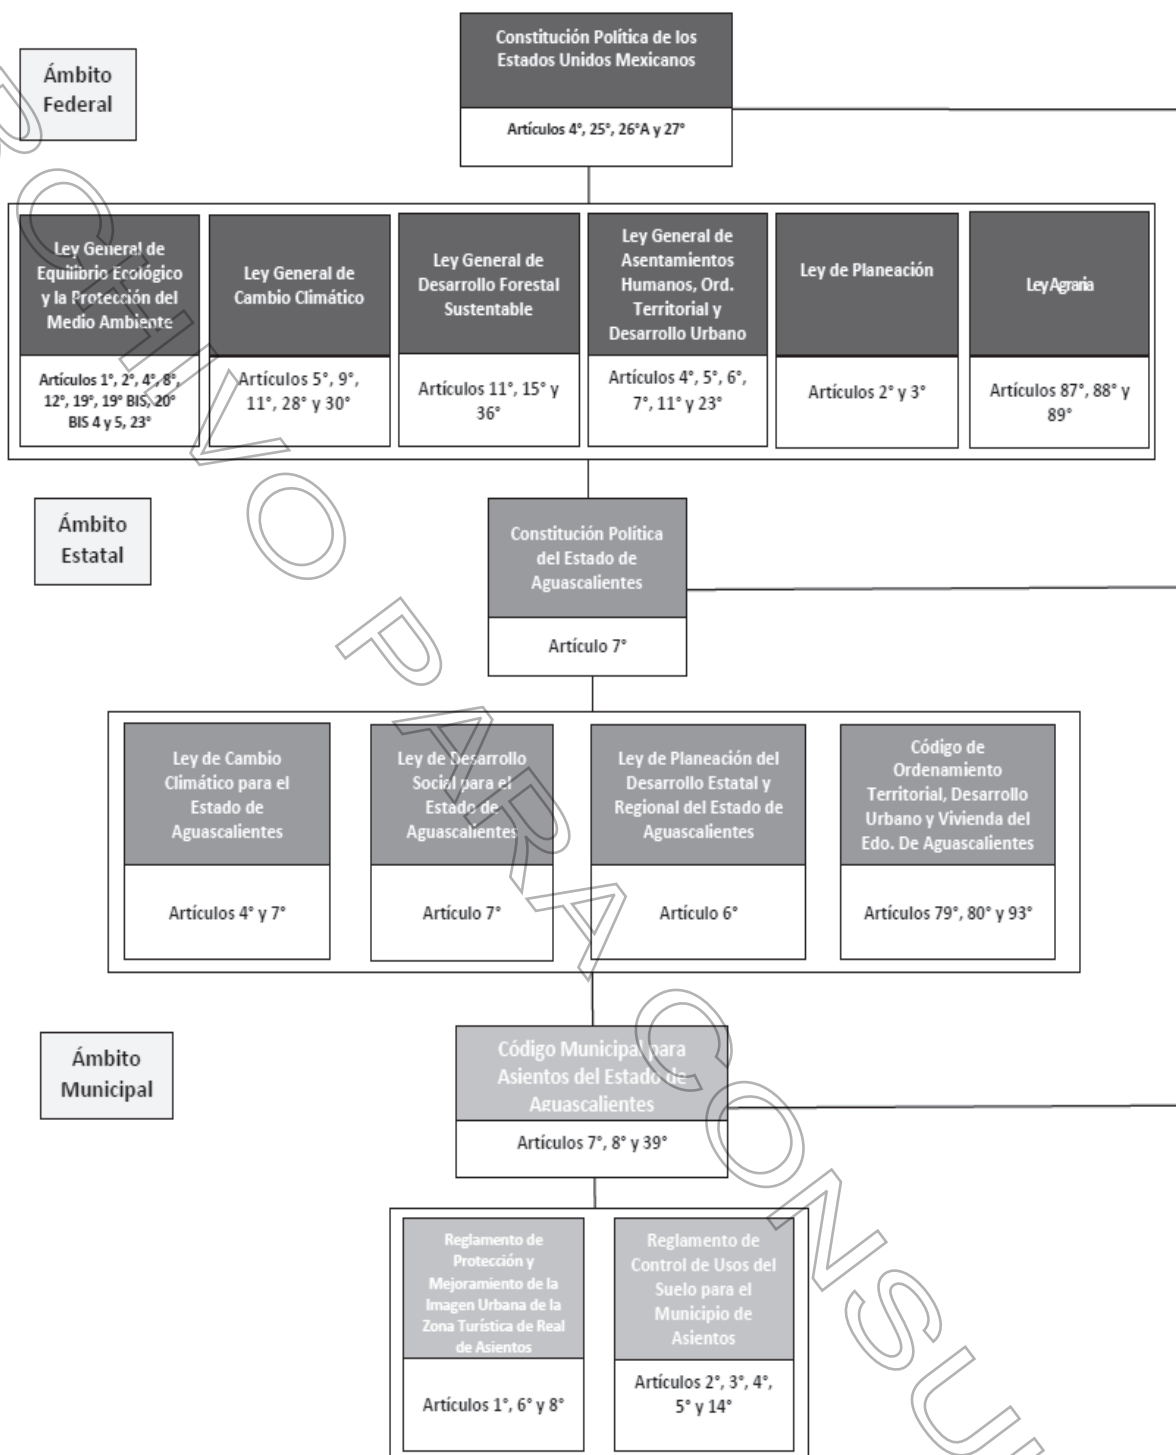 Ámbito
Federal
Constitución Política de los
Estados Unidos Mexicanos
Artículos 4°, 25°, 26°A y 27°
Ley General de
Equilibrio Ecológico
y la Protección del
Medio Ambiente
Artículos 1°, 2°, 4°, 8°,
12°, 19°, 19° BIS, 20°
BIS 4 y 5, 23°
Ley General de
Cambio Climático
Artículos 5°, 9°,
11°, 28° y 30°
Ley General de
Desarrollo Forestal
Sustentable
Artículos 11°, 15° y
36°
Ley General de
Asentamientos
Humanos, Ord.
Territorial y
Desarrollo Urbano
Artículos 4°, 5°, 6°,
7°, 11° y 23°
Ley de Planeación
Artículos 2° y 3°
Ley Agraria
Artículos 87°, 88° y
89°
Ámbito
Estatal
Constitución Política
del Estado de
Aguascalientes
Artículo 7°
Ley de Cambio
Climático para el
Estado de
Aguascalientes
Artículos 4° y 7°
Ley de Desarrollo
Social para el
Estado de
Aguascalientes
Artículo 7°
Ley de Planeación del
Desarrollo Estatal y
Regional del Estado de
Aguascalientes
Artículo 6°
Código de
Ordenamiento
Territorial, Desarrollo
Urbano y Vivienda del
Edo. De Aguascalientes
Artículos 79°, 80° y 93°
Ámbito
Municipal
Código Municipal para
Asientos del Estado de
Aguascalientes
Artículos 7°, 8° y 39°
Reglamento de
Protección y
Mejoramiento de la
Imagen Urbana de la
Zona Turística de Real
de Asientos
Artículos 1°, 6° y 8°
Reglamento de
Control de Usos del
Suelo para el
Municipio de
Asientos
Artículos 2°, 3°, 4°,
5° y 14°
RCHIVO PARA CONSU